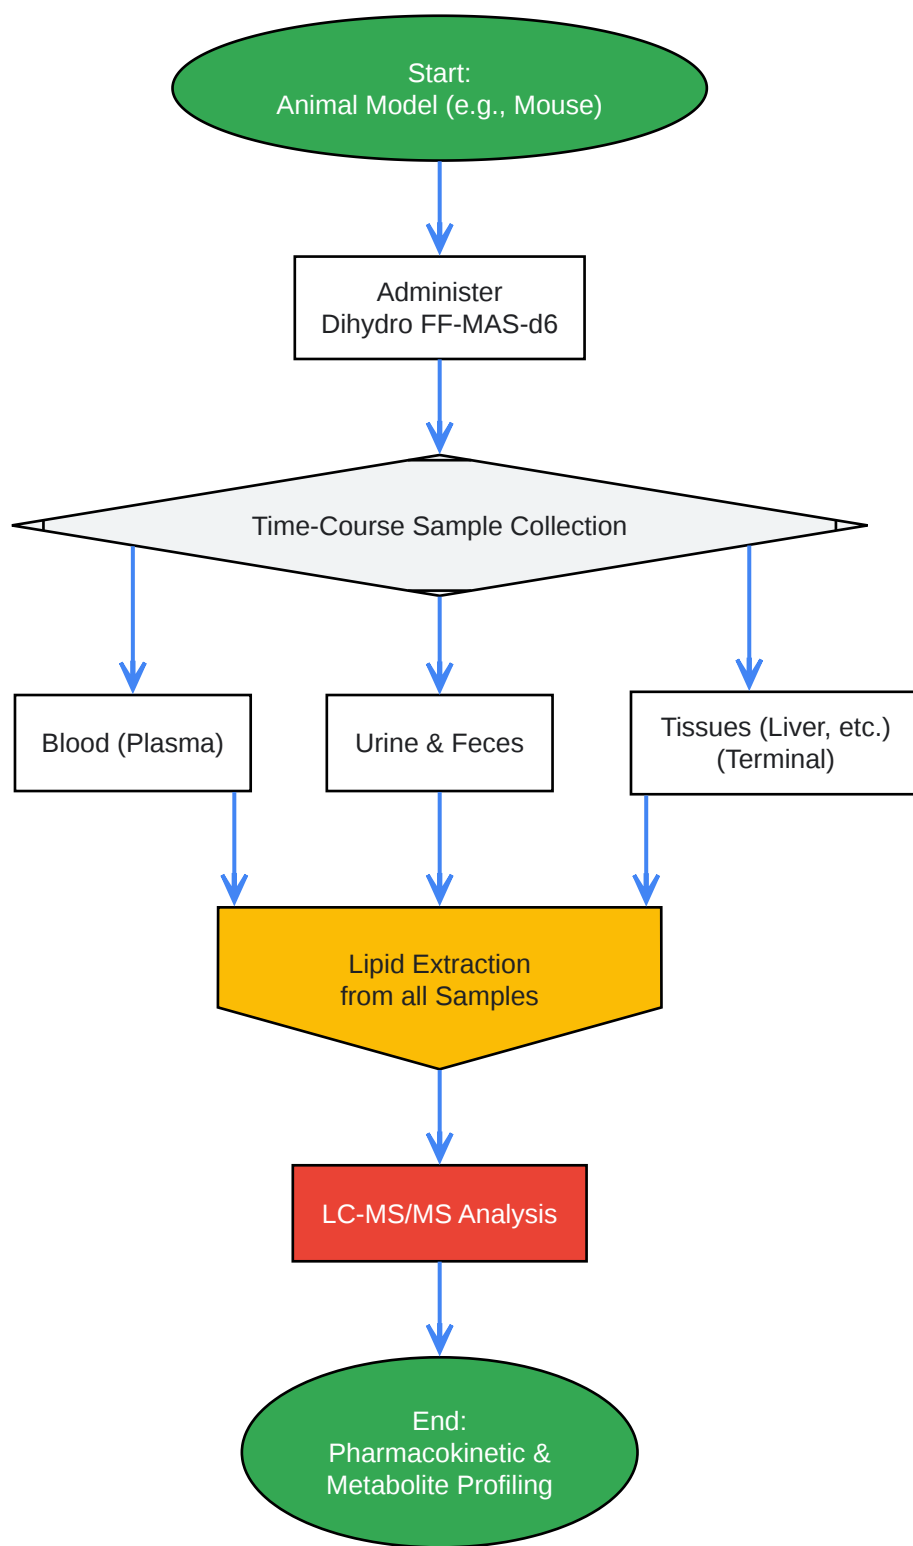 Start:
Animal Model (e.g., Mouse)
Administer
Dihydro FF-MAS-d6
Time-Course Sample Collection
Blood (Plasma)
Urine & Feces
Tissues (Liver, etc.)
(Terminal)
Lipid Extraction
from all Samples
LC-MS/MS Analysis
End:
Pharmacokinetic &
Metabolite Profiling